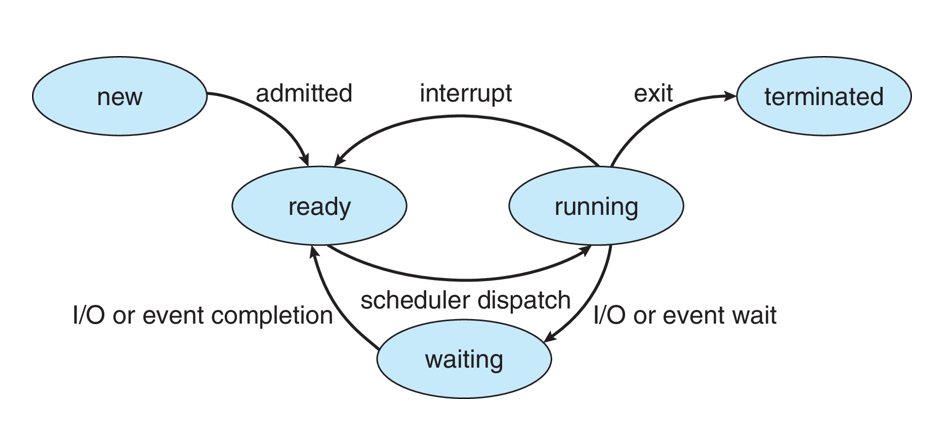 new
admitted
interrupt
exit
terminated
ready
running
scheduler dispatch
I/O or event completion
I/O or event wait
waiting